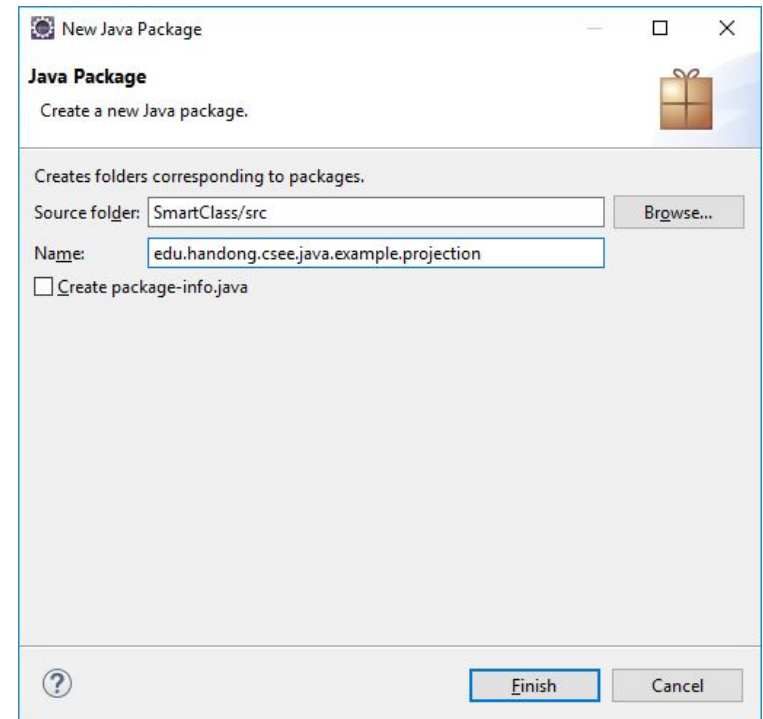 New Java Package
Java Package
Create a new Java package.
Creates folders corresponding to packages.
Source folder: SmartClass/src Browse...
Name: edu.handong.csee.java.example.projection
Create package-info.java
? Finish Cancel